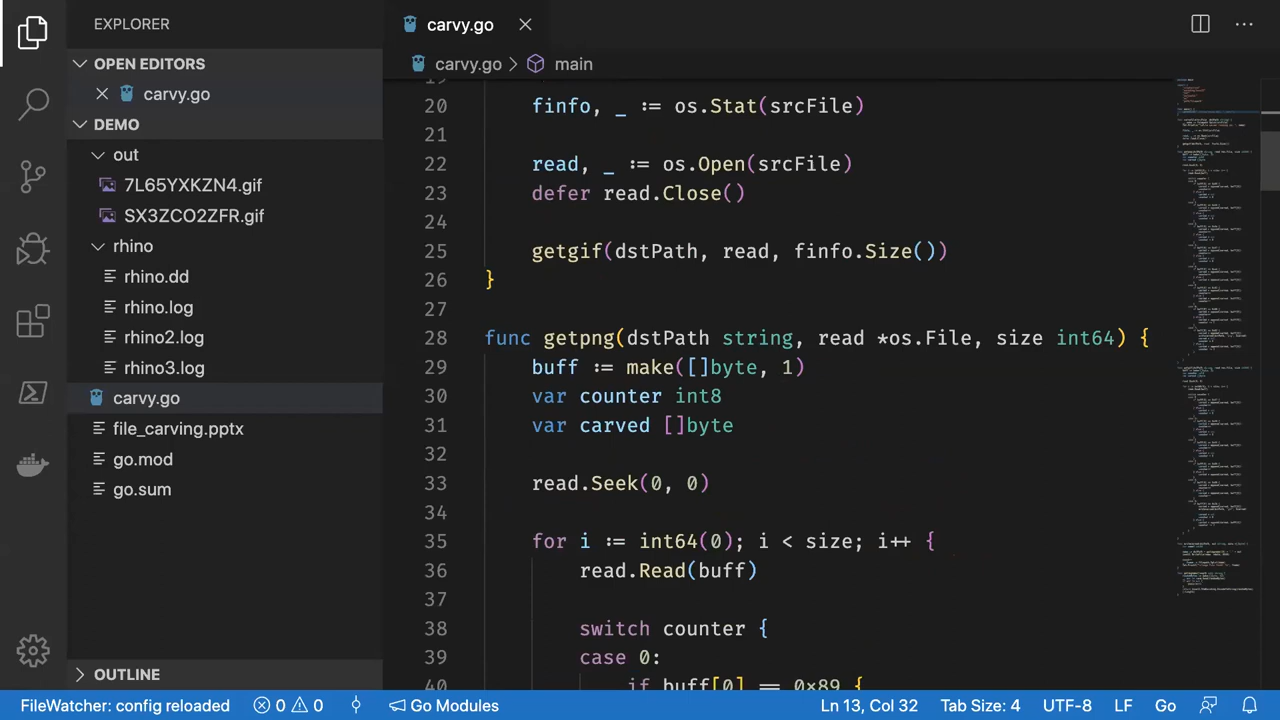 EXPLORER
OPEN EDITORS
carvy.go
DEMO
out
7L65YXKZN4.gif
SX3ZCO2ZFR.gif
rhino
rhino.dd
rhino.log
rhino2.log
rhino3.log
carvy.go
file_carving.pptx
go.mod
go.sum
OUTLINE
carvy.go
carvy.go > main
19
20 finfo, _ := os.Stat(srcFile)
21
22 read, _ := os.Open(srcFile)
23 defer read.Close()
24
25 getgif(dstPath, read, finfo.Size())
26 }
27
28 func getpng(dstPath string, read *os.File, size int64) {
29 buff := make([]byte, 1)
30 var counter int8
31 var carved []byte
32
33 read.Seek(0, 0)
34
35 for i := int64(0); i < size; i++ {
36 read.Read(buff)
37
38 switch counter {
39 case 0:
40 if buff[0] == 0x89 {
FileWatcher: config reloaded 0 0 Go Modules Ln 13, Col 32 Tab Size: 4 UTF-8 LF Go